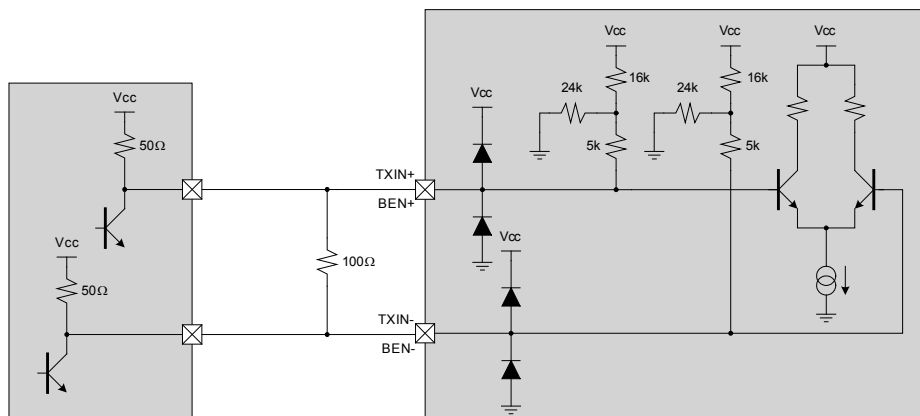 Vcc
Vcc
Vcc
16k
16k
24k
24k
Vcc
Vcc
50Ω
5k
5k
TXIN+
BEN+
Vcc
Vcc
100Ω
50Ω
TXIN-
BEN-